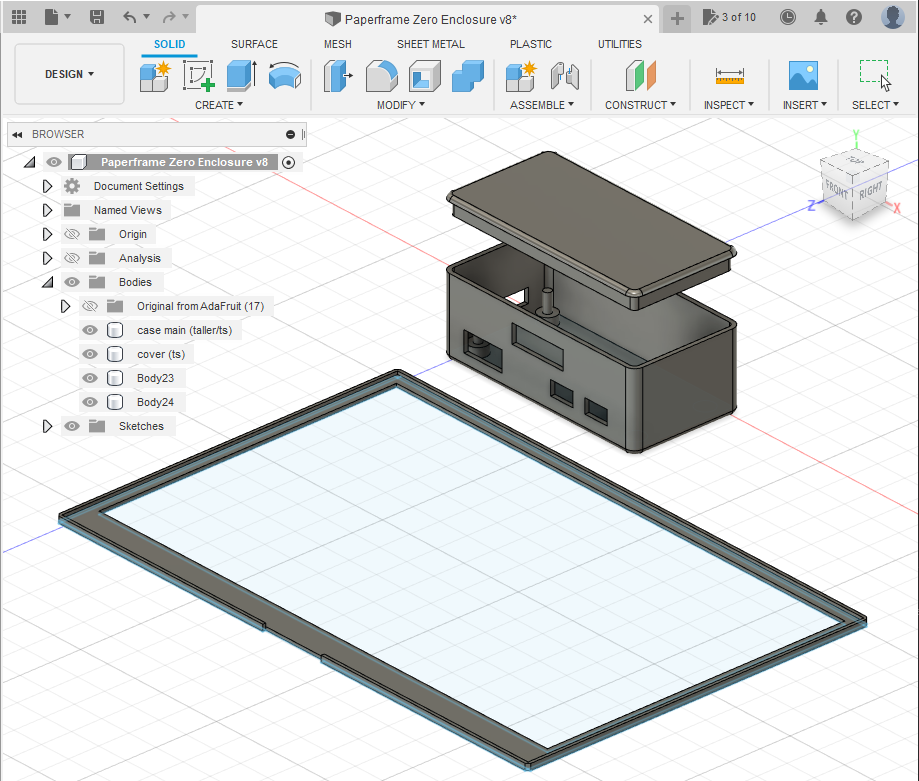 Paperframe Zero Enclosure v8*
3 of 10
DESIGN
SOLID
SURFACE
MESH
SHEET METAL
PLASTIC
UTILITIES
CREATE
MODIFY
ASSEMBLE
CONSTRUCT
INSPECT
INSERT
SELECT
BROWSER
Paperframe Zero Enclosure v8
Document Settings
Named Views
Origin
Analysis
Bodies
Original from AdaFruit (17)
case main (taller/ts)
cover (ts)
Body23
Body24
Sketches
Y
TOP
FRONT
RIGHT
Z
X